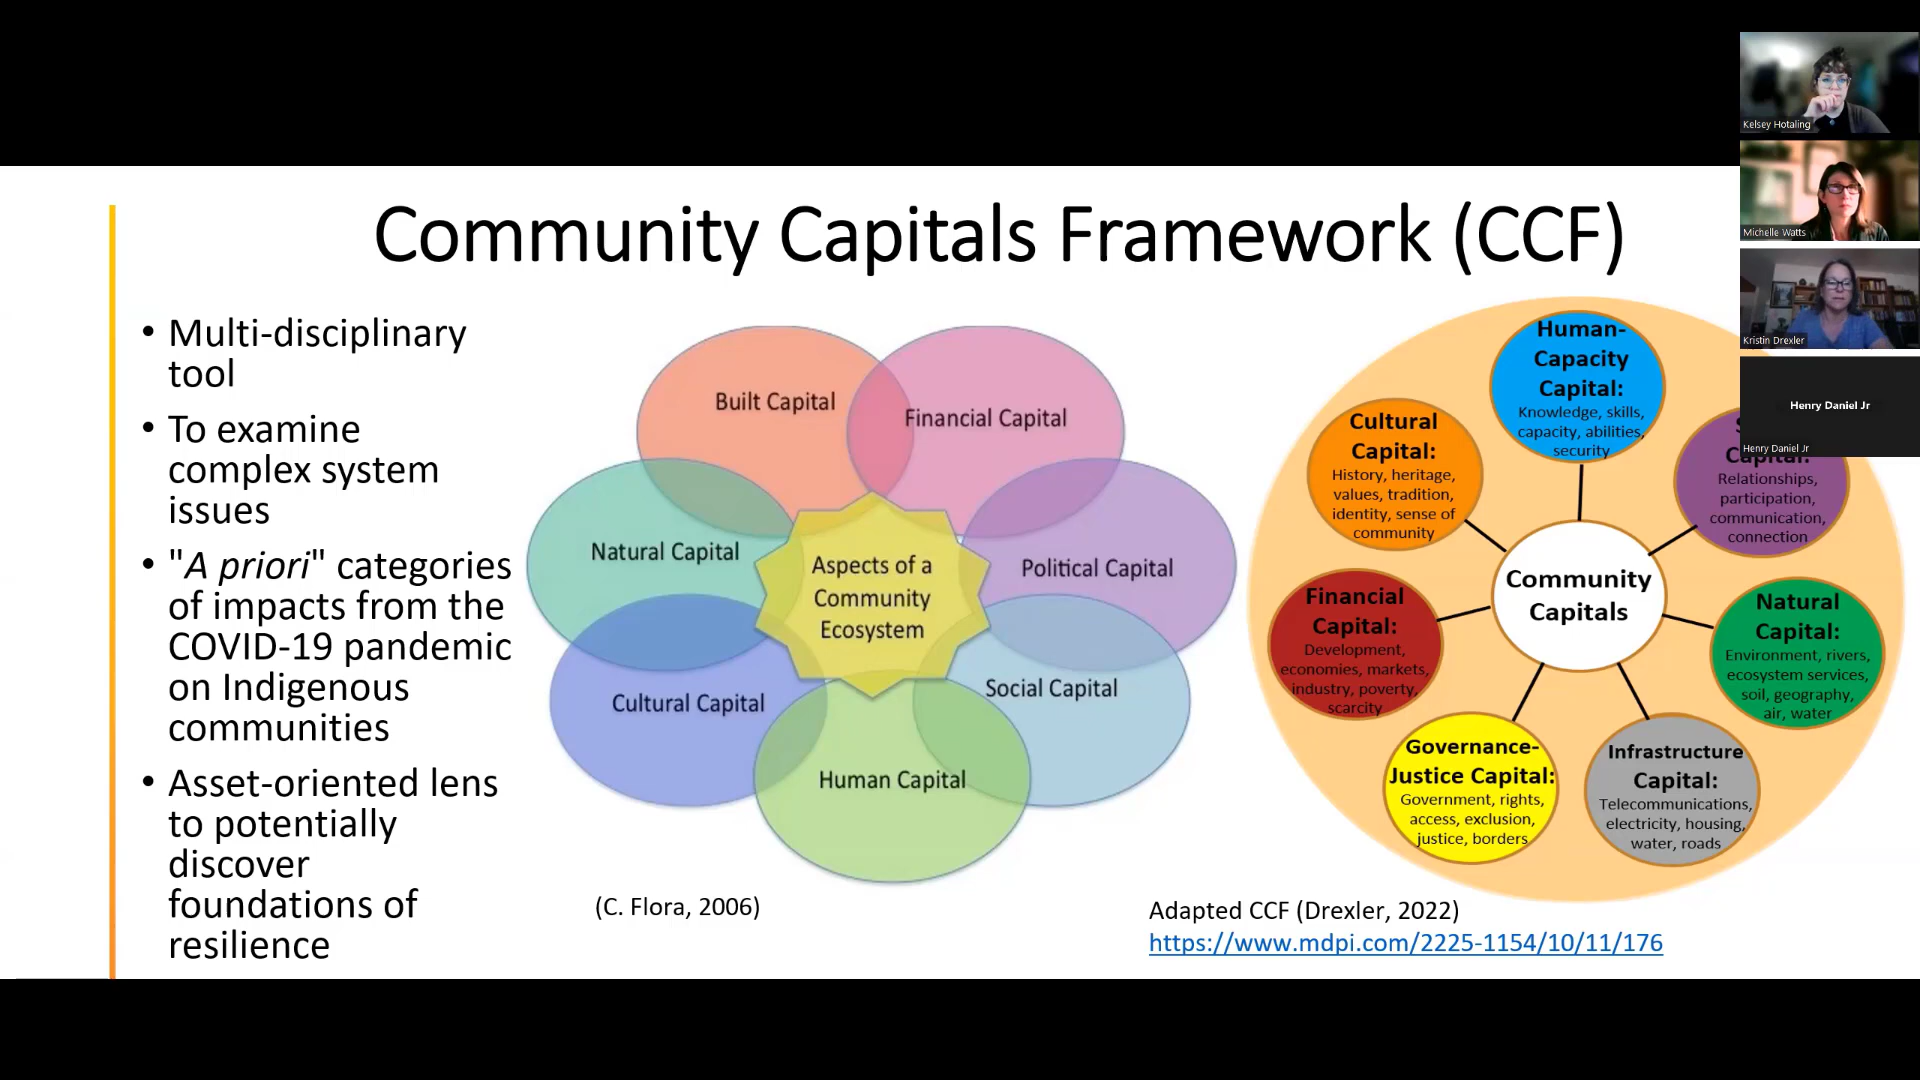 Community Capitals Framework (CCF)
• Multi-disciplinary
tool
• To examine
complex system
issues
• "A priori" categories
of impacts from the
COVID-19 pandemic
on Indigenous
communities
• Asset-oriented lens
to potentially
discover
foundations of
resilience
Built Capital
Financial Capital
Natural Capital
Aspects of a
Community
Ecosystem
Political Capital
Cultural Capital
Social Capital
Human Capital
(C. Flora, 2006)
Human-
Capacity
Capital:
Knowledge, skills,
capacity, abilities,
security
Cultural
Capital:
History, heritage,
values, tradition,
identity, sense of
community
Capital:
Relationships,
participation,
communication,
connection
Community
Capitals
Financial
Capital:
Development,
economies, markets,
industry, poverty,
scarcity
Natural
Capital:
Environment, rivers,
ecosystem services,
soil, geography,
air, water
Governance-
Justice Capital:
Government, rights,
access, exclusion,
justice, borders
Infrastructure
Capital:
Telecommunications,
electricity, housing,
water, roads
Adapted CCF (Drexler, 2022)
https://www.mdpi.com/2225-1154/10/11/176
Kelsey Hotaling
Michelle Watts
Kristin Drexler
Henry Daniel Jr
Henry Daniel Jr